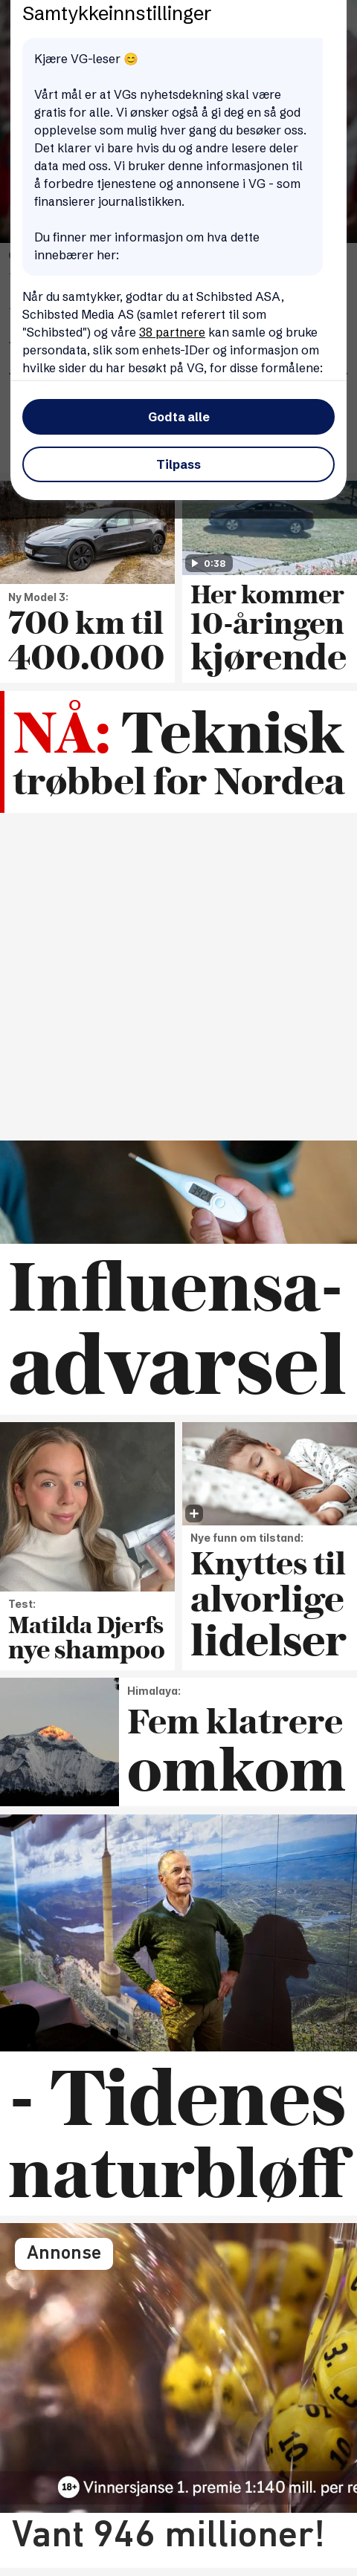 Samtykkeinnstillinger
Kjære VG-leser 😊
Vårt mål er at VGs nyhetsdekning skal være
gratis for alle. Vi ønsker også å gi deg en så god
opplevelse som mulig hver gang du besøker oss.
Det klarer vi bare hvis du og andre lesere deler
data med oss. Vi bruker denne informasjonen til
å forbedre tjenestene og annonsene i VG - som
finansierer journalistikken.
Du finner mer informasjon om hva dette
innebærer her:
Når du samtykker, godtar du at Schibsted ASA,
Schibsted Media AS (samlet referert til som
"Schibsted") og våre 38 partnere kan samle og bruke
persondata, slik som enhets-IDer og informasjon om
hvilke sider du har besøkt på VG, for disse formålene:
Godta alle
Tilpass
Ny Model 3:
700 km til
400.000
0:38
Her kommer
10-åringen
kjørende
NÅ: Teknisk
trøbbel for Nordea
Influensa-
advarsel
Test:
Matilda Djerfs
nye shampoo
Nye funn om tilstand:
Knyttes til
alvorlige
lidelser
Himalaya:
Fem klatrere
omkom
- Tidenes
naturbløff
Annonse
18+ Vinnersjanse 1. premie 1:140 mill. per re
Vant 946 millioner!